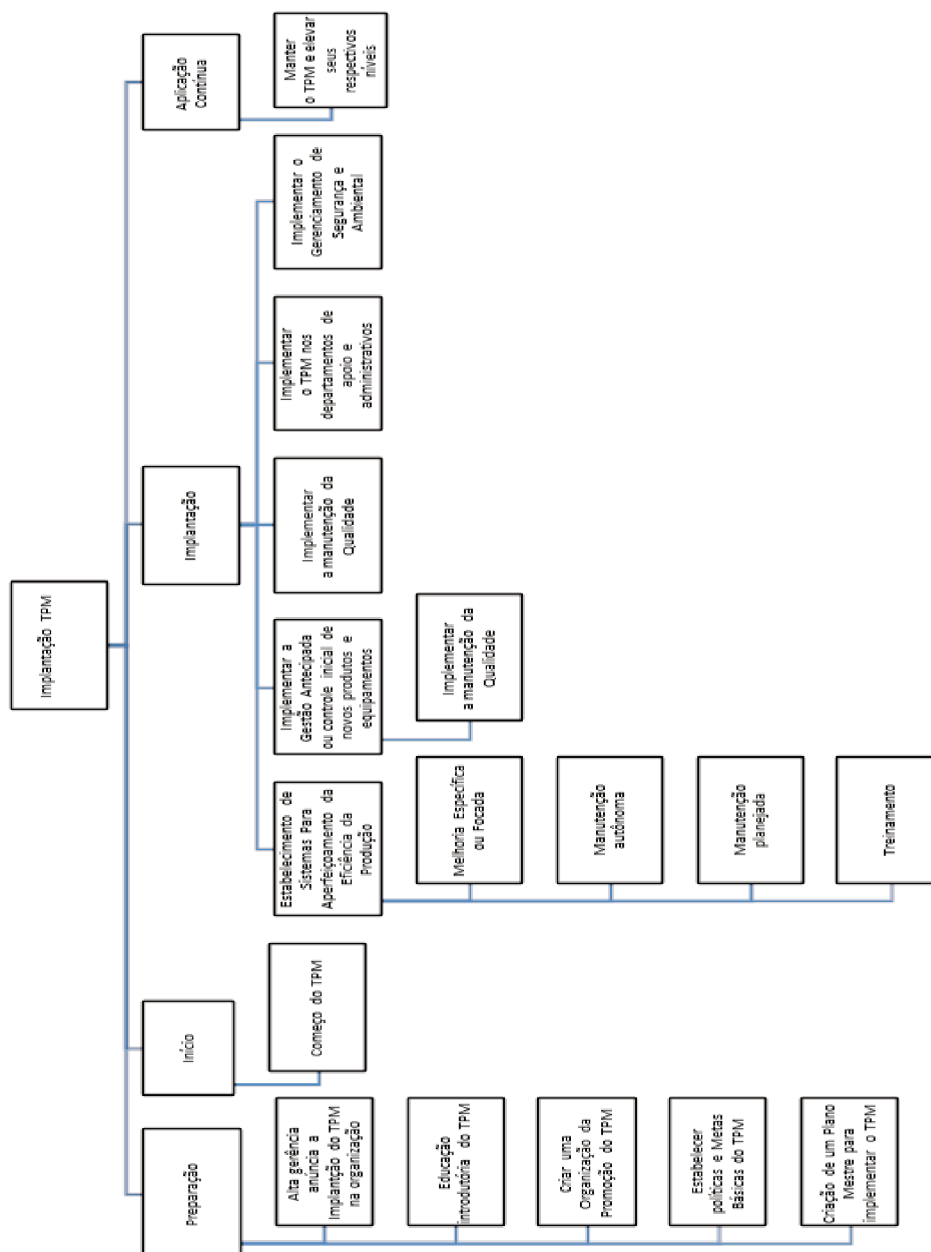 Implantação TPM
Preparação
Alta gerência
anúncia a
Implantção do TPM
na organização
Educação
introdutória do TPM
Criar uma
Organização da
Promoção do TPM
Estabelecer
políticas e Metas
Básicas do TPM
Criação de um Plano
Mestre para
implementar o TPM
Início
Começo do TPM
Implantação
Estabelecimento de
Sistemas Para
Aperfeiçoamento da
Eficiência da
Produção
Melhoria Específica
ou Focada
Manutenção
autônoma
Manutenção
planejada
Treinamento
Implementar a
Gestão Antecipada
ou controle inicial de
novos produtos e
equipamentos
Implementar
a manutenção da
Qualidade
Implementar
a manutenção da
Qualidade
Implementar
o TPM nos
departamentos de
apoio e
administrativos
Implementar o
Gerenciamento de
Segurança e
Ambiental
Aplicação
Contínua
Manter
o TPM e elevar
seus
respectivos
níveis